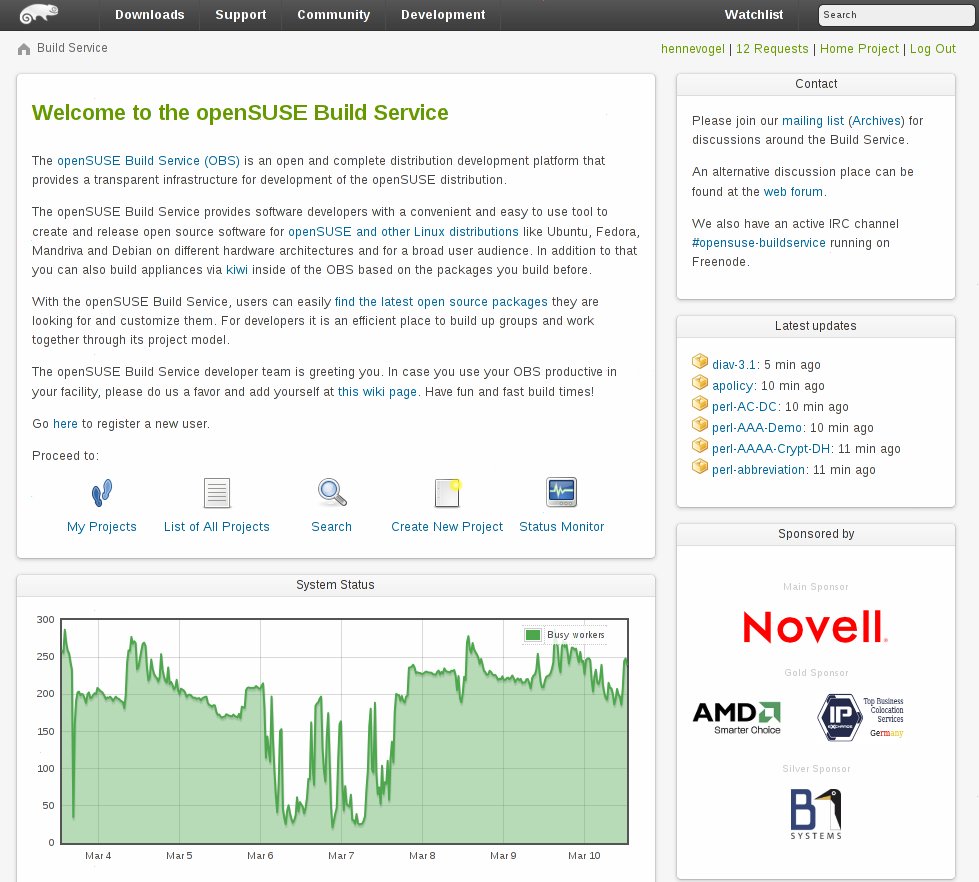 Downloads Support Community Development Watchlist Search
Build Service
hennevogel | 12 Requests | Home Project | Log Out
Welcome to the openSUSE Build Service
The openSUSE Build Service (OBS) is an open and complete distribution development platform that
provides a transparent infrastructure for development of the openSUSE distribution.
The openSUSE Build Service provides software developers with a convenient and easy to use tool to
create and release open source software for openSUSE and other Linux distributions like Ubuntu, Fedora,
Mandriva and Debian on different hardware architectures and for a broad user audience. In addition to that
you can also build appliances via kiwi inside of the OBS based on the packages you build before.
With the openSUSE Build Service, users can easily find the latest open source packages they are
looking for and customize them. For developers it is an efficient place to build up groups and work
together through its project model.
The openSUSE Build Service developer team is greeting you. In case you use your OBS productive in
your facility, please do us a favor and add yourself at this wiki page. Have fun and fast build times!
Go here to register a new user.
Proceed to:
My Projects List of All Projects Search Create New Project Status Monitor
System Status
300
250
200
150
100
50
0
Busy workers
Mar 4 Mar 5 Mar 6 Mar 7 Mar 8 Mar 9 Mar 10
Contact
Please join our mailing list (Archives) for
discussions around the Build Service.
An alternative discussion place can be
found at the web forum.
We also have an active IRC channel
#opensuse-buildservice running on
Freenode.
Latest updates
diav-3.1: 5 min ago
apolicy: 10 min ago
perl-AC-DC: 10 min ago
perl-AAA-Demo: 10 min ago
perl-AAAA-Crypt-DH: 11 min ago
perl-abbreviation: 11 min ago
Sponsored by
Main Sponsor
Novell®
Gold Sponsor
AMD
Smarter Choice
IP
EXCHANGE
Top Business
Colocation
Services
Germany
Silver Sponsor
B1
SYSTEMS